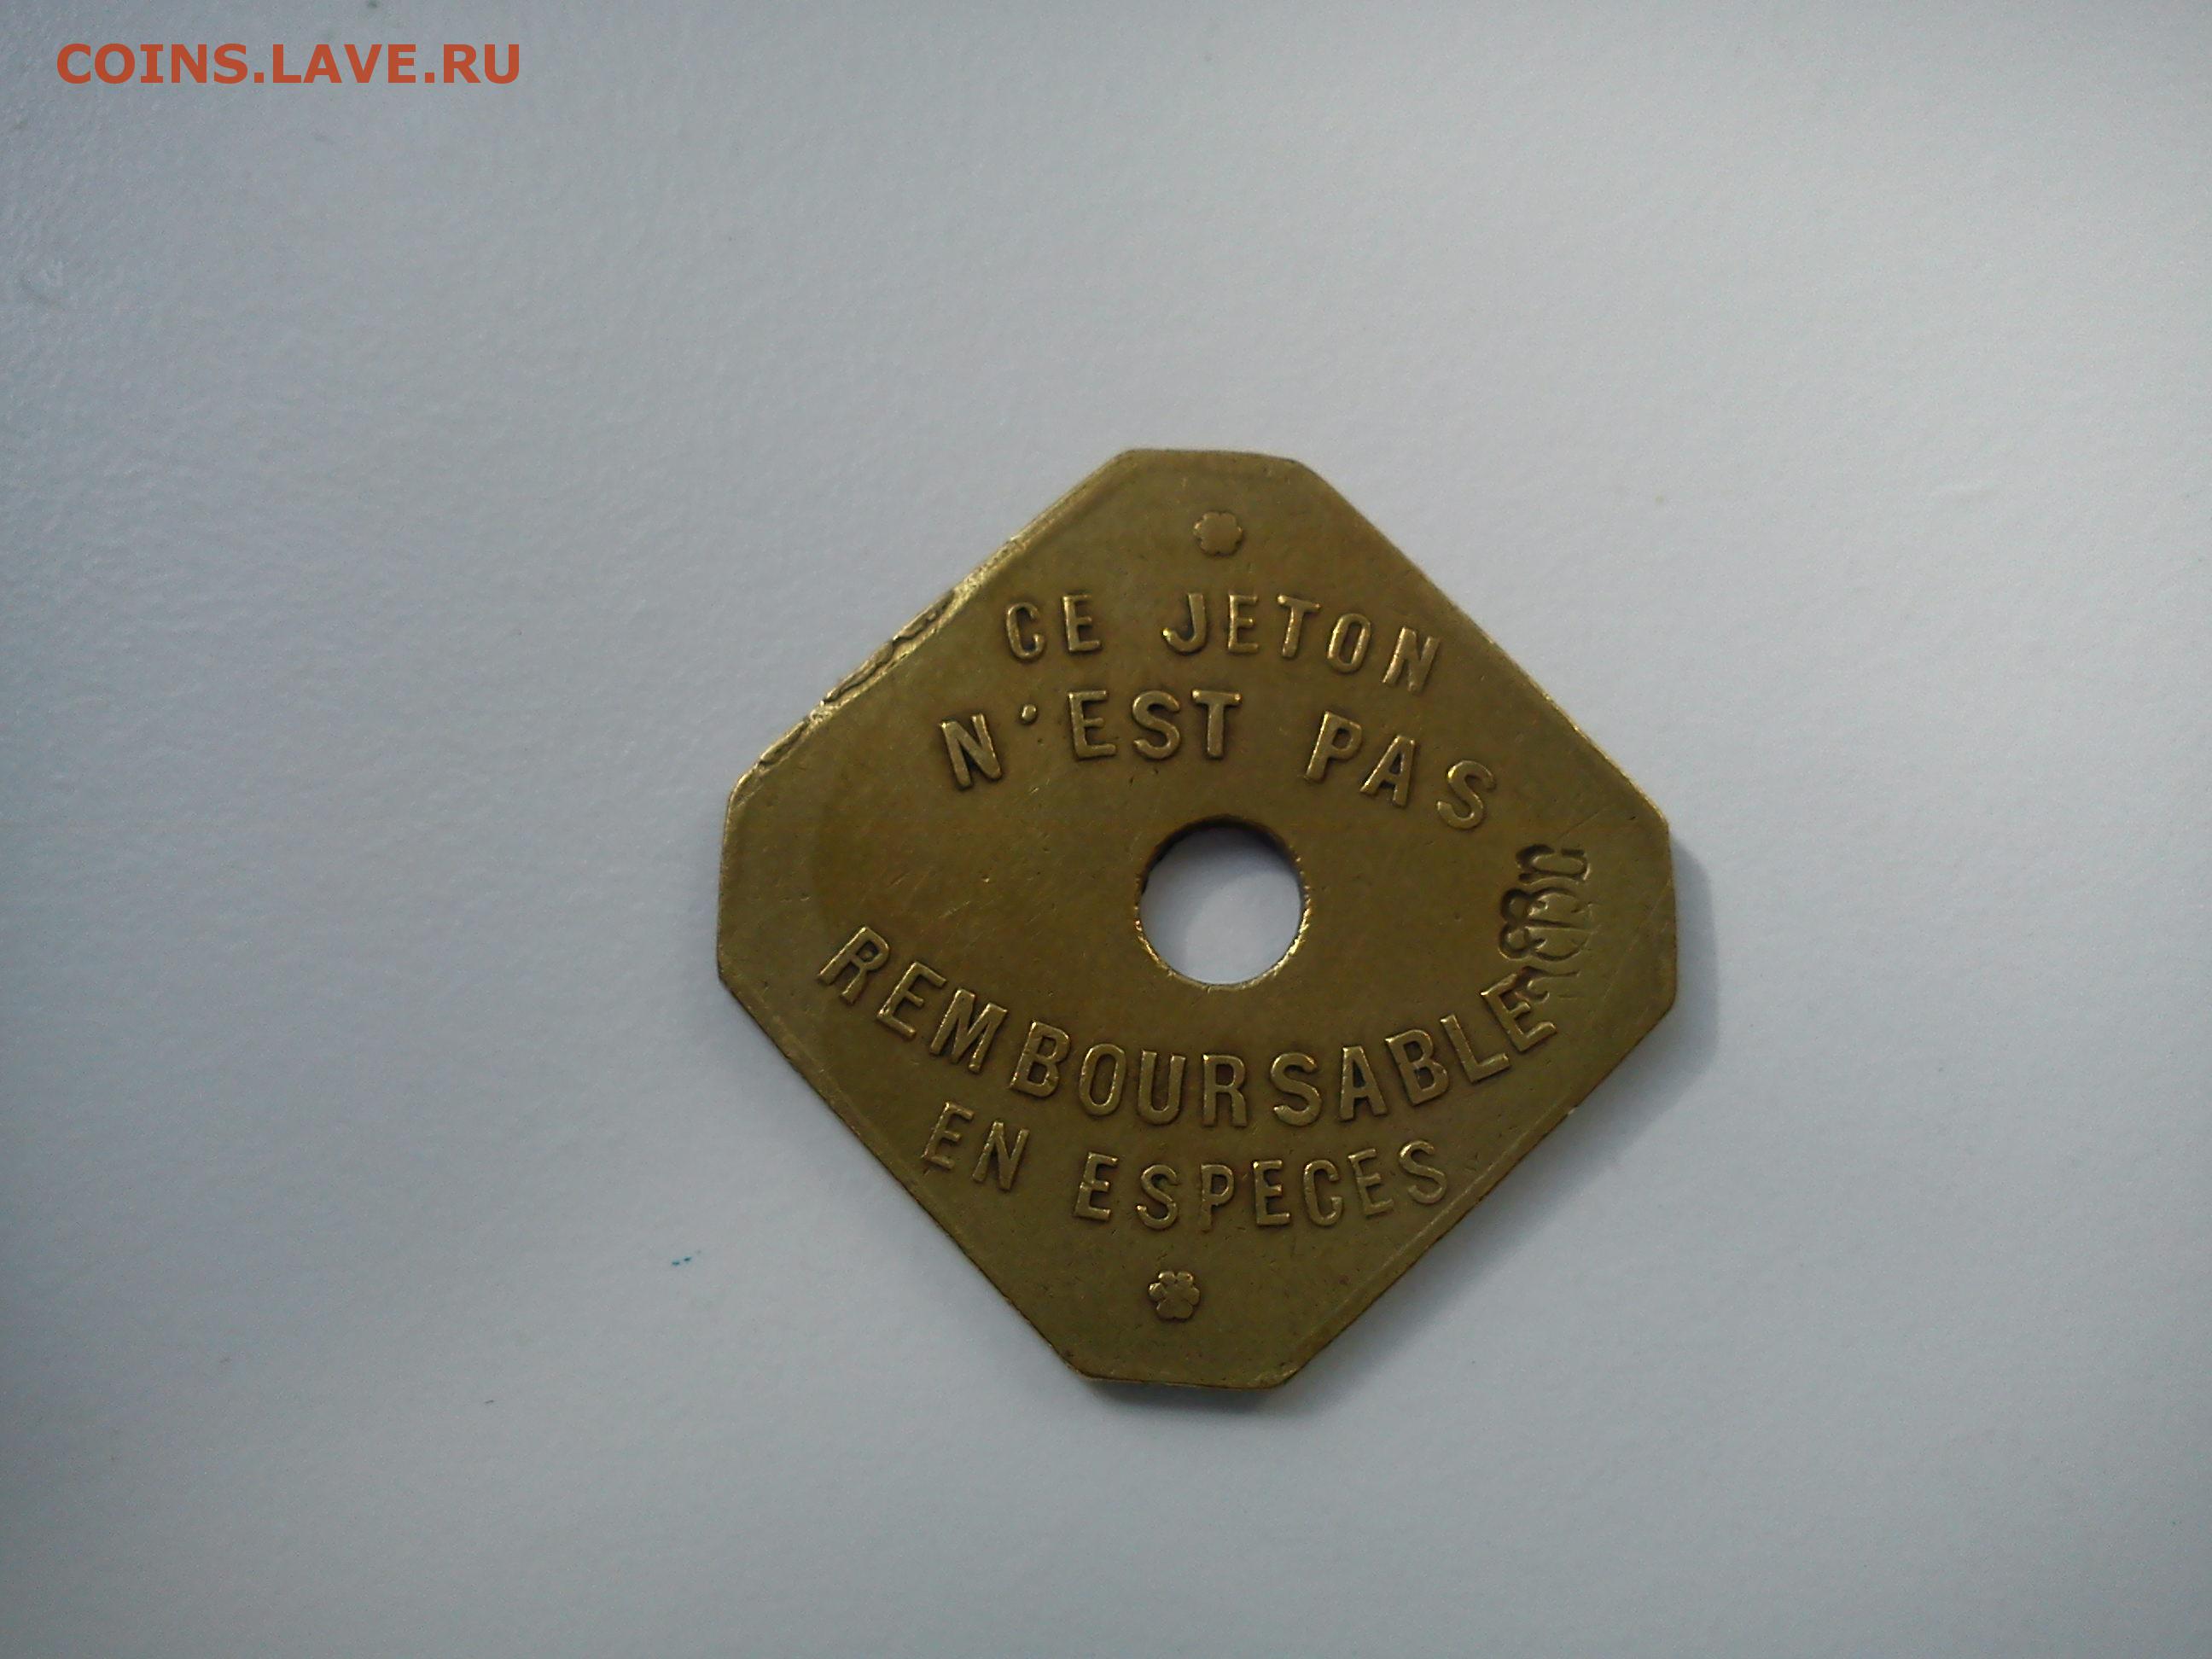 COINS.LAVE.RU
CE JETON
N'EST PAS
REMBOURSABLE
EN ESPECES